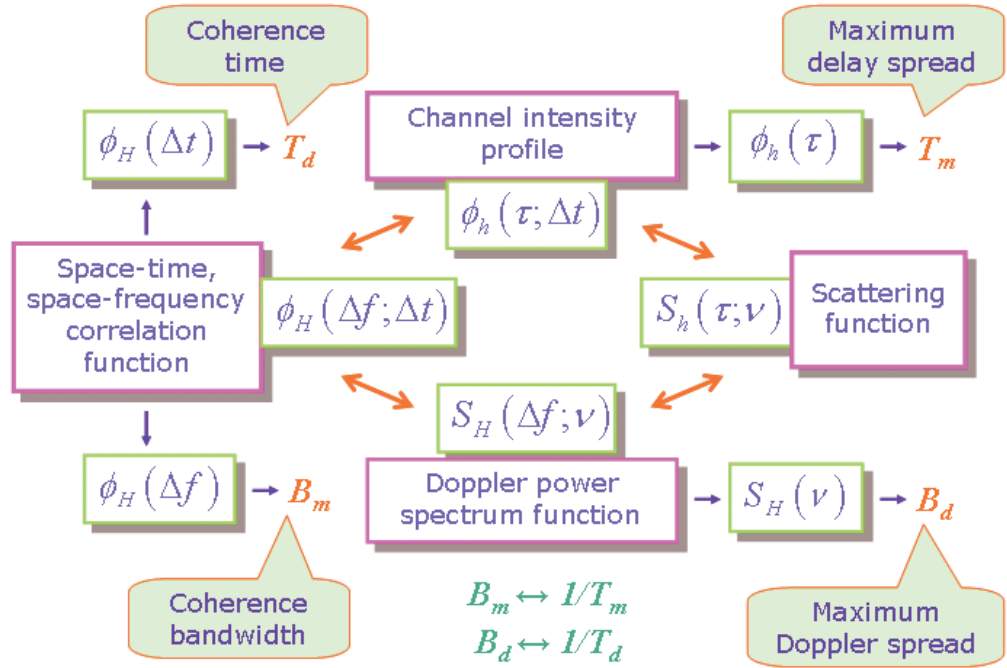 Coherence
time
Maximum
delay spread
ϕ_H(Δt)
T_d
Channel intensity
profile
ϕ_h(τ)
T_m
ϕ_h(τ;Δt)
Space-time,
space-frequency
correlation
function
ϕ_H(Δf;Δt)
S_h(τ;ν)
Scattering
function
S_H(Δf;ν)
ϕ_H(Δf)
B_m
Doppler power
spectrum function
S_H(ν)
B_d
Coherence
bandwidth
B_m ↔ 1/T_m
B_d ↔ 1/T_d
Maximum
Doppler spread